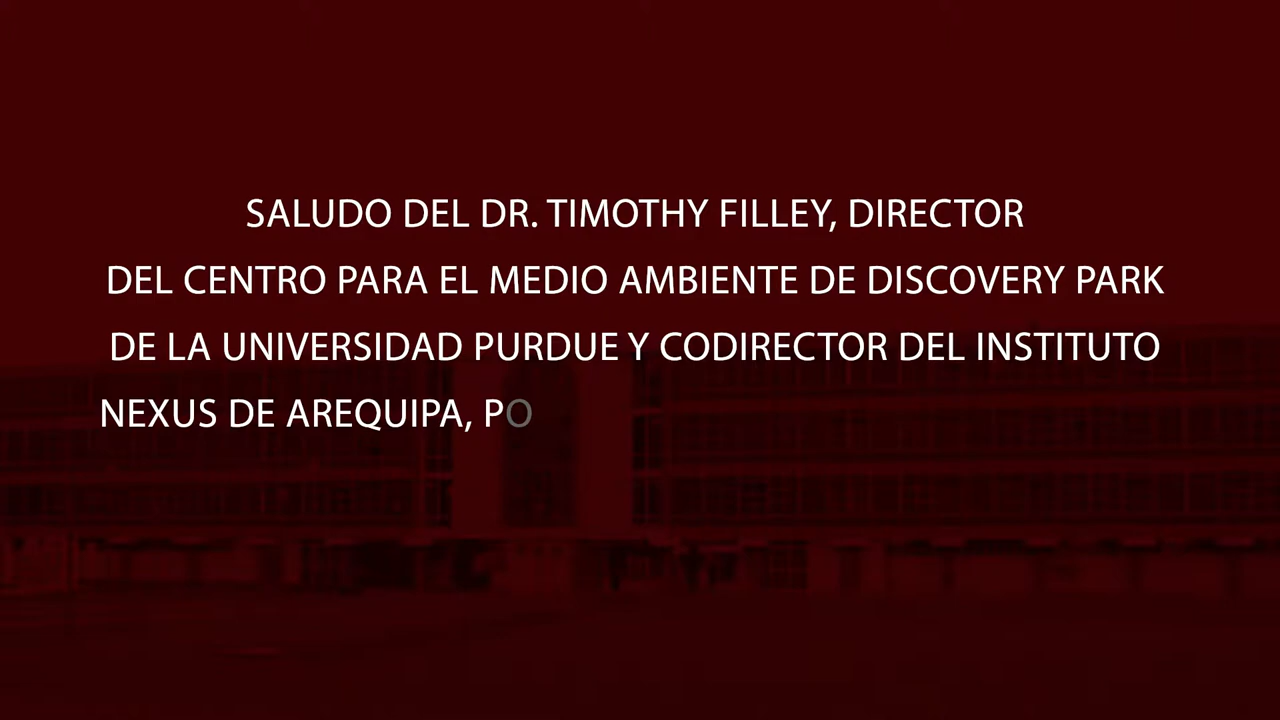 SALUDO DEL DR. TIMOTHY FILLEY, DIRECTOR
DEL CENTRO PARA EL MEDIO AMBIENTE DE DISCOVERY PARK
DE LA UNIVERSIDAD PURDUE Y CODIRECTOR DEL INSTITUTO
NEXUS DE AREQUIPA, PO